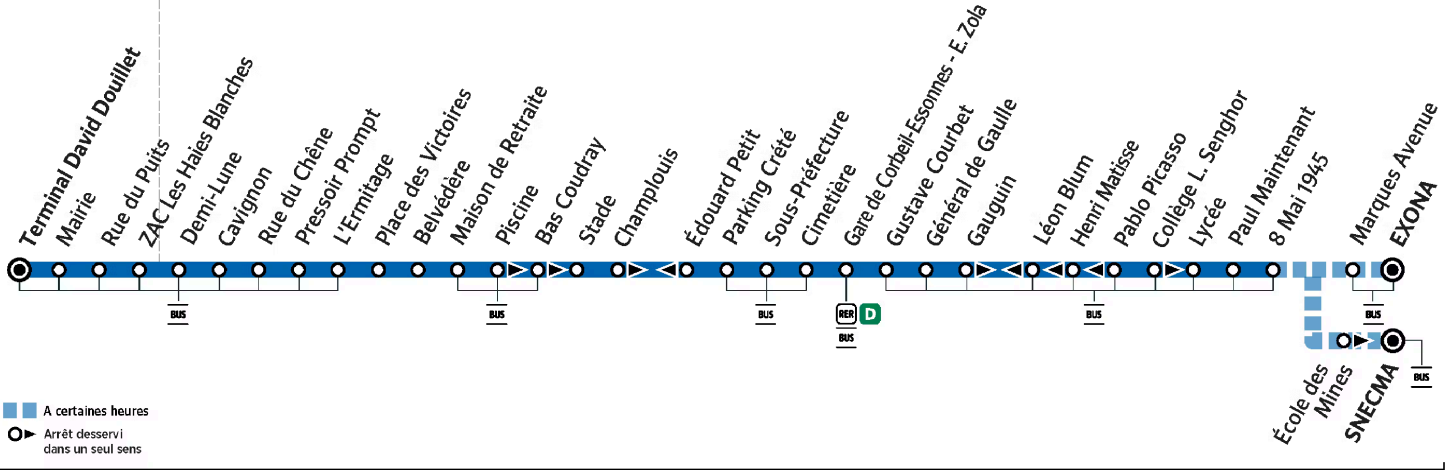 Terminal David Douillet
Mairie
Rue du Puits
ZAC Les Haies Blanches
Demi-Lune
Cavignon
Rue du Chêne
Pressoir Prompt
L'Ermitage
Place des Victoires
Belvédère
Maison de Retraite
Piscine
Bas Coudray
Stade
Champlouis
Édouard Petit
Parking Crété
Sous-Préfecture
Cimetière
Gare de Corbeil-Essonnes - E. Zola
Gustave Courbet
Général de Gaulle
Gauguin
Léon Blum
Henri Matisse
Pablo Picasso
Collège L. Senghor
Lycée
Paul Maintenant
8 Mai 1945
Marques Avenue
EXONA
BUS
BUS
BUS
RER D
BUS
BUS
BUS
École des
Mines
SNECMA
BUS
A certaines heures
Arrêt desservi
dans un seul sens